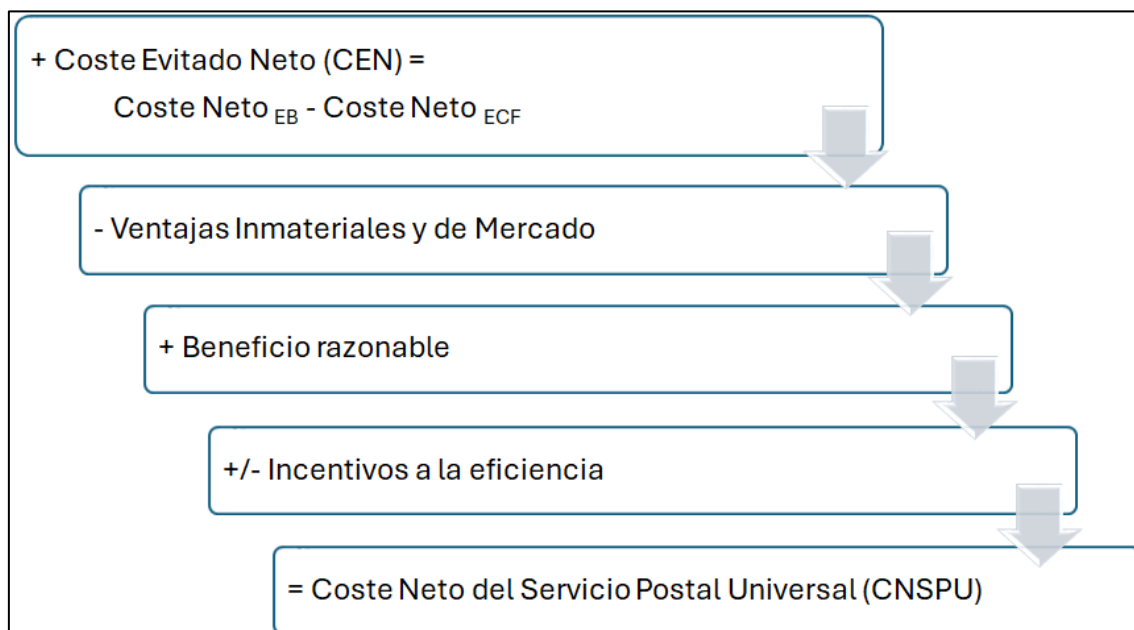 + Coste Evitado Neto (CEN) =
Coste Neto EB - Coste Neto ECF
- Ventajas Inmateriales y de Mercado
+ Beneficio razonable
+/- Incentivos a la eficiencia
= Coste Neto del Servicio Postal Universal (CNSPU)